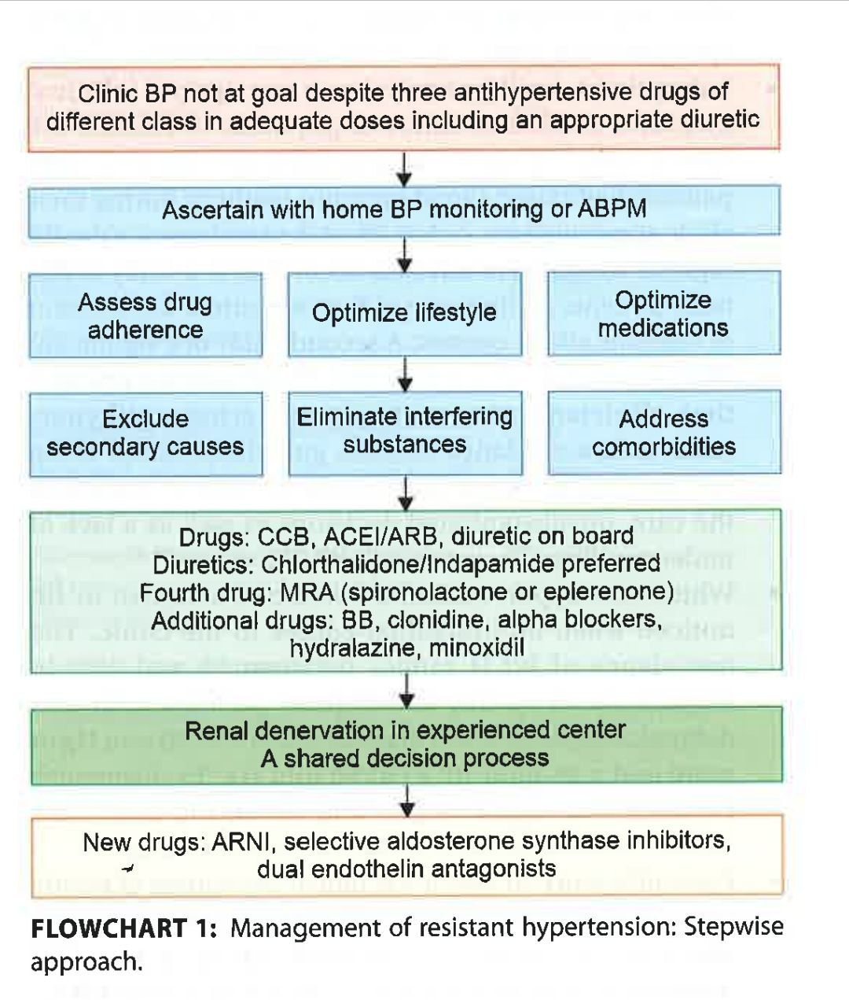 Clinic BP not at goal despite three antihypertensive drugs of
different class in adequate doses including an appropriate diuretic
Ascertain with home BP monitoring or ABPM
Assess drug
adherence
Optimize lifestyle
Optimize
medications
Exclude
secondary causes
Eliminate interfering
substances
Address
comorbidities
Drugs: CCB, ACEI/ARB, diuretic on board
Diuretics: Chlorthalidone/Indapamide preferred
Fourth drug: MRA (spironolactone or eplerenone)
Additional drugs: BB, clonidine, alpha blockers,
hydralazine, minoxidil
Renal denervation in experienced center
A shared decision process
New drugs: ARNI, selective aldosterone synthase inhibitors,
dual endothelin antagonists
FLOWCHART 1: Management of resistant hypertension: Stepwise
approach.